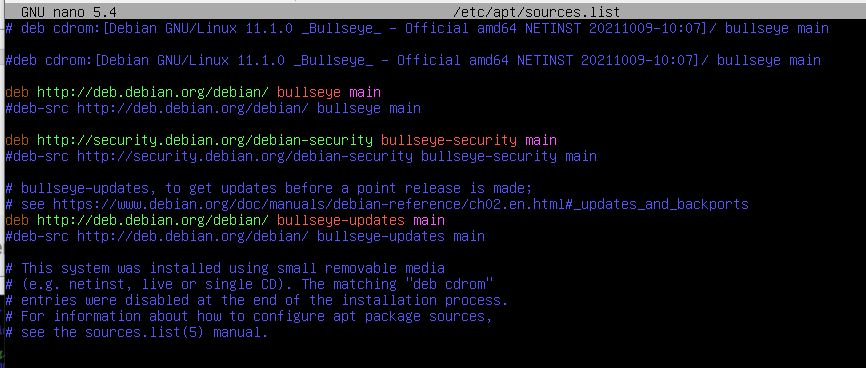 GNU nano 5.4 /etc/apt/sources.list
# deb cdrom:[Debian GNU/Linux 11.1.0 _Bullseye_ - Official amd64 NETINST 20211009-10:07]/ bullseye main
#deb cdrom:[Debian GNU/Linux 11.1.0 _Bullseye_ - Official amd64 NETINST 20211009-10:07]/ bullseye main
deb http://deb.debian.org/debian/ bullseye main
#deb-src http://deb.debian.org/debian/ bullseye main
deb http://security.debian.org/debian-security bullseye-security main
#deb-src http://security.debian.org/debian-security bullseye-security main
# bullseye-updates, to get updates before a point release is made;
# see https://www.debian.org/doc/manuals/debian-reference/ch02.en.html#_updates_and_backports
deb http://deb.debian.org/debian/ bullseye-updates main
#deb-src http://deb.debian.org/debian/ bullseye-updates main
# This system was installed using small removable media
# (e.g. netinst, live or single CD). The matching "deb cdrom"
# entries were disabled at the end of the installation process.
# For information about how to configure apt package sources,
# see the sources.list(5) manual.